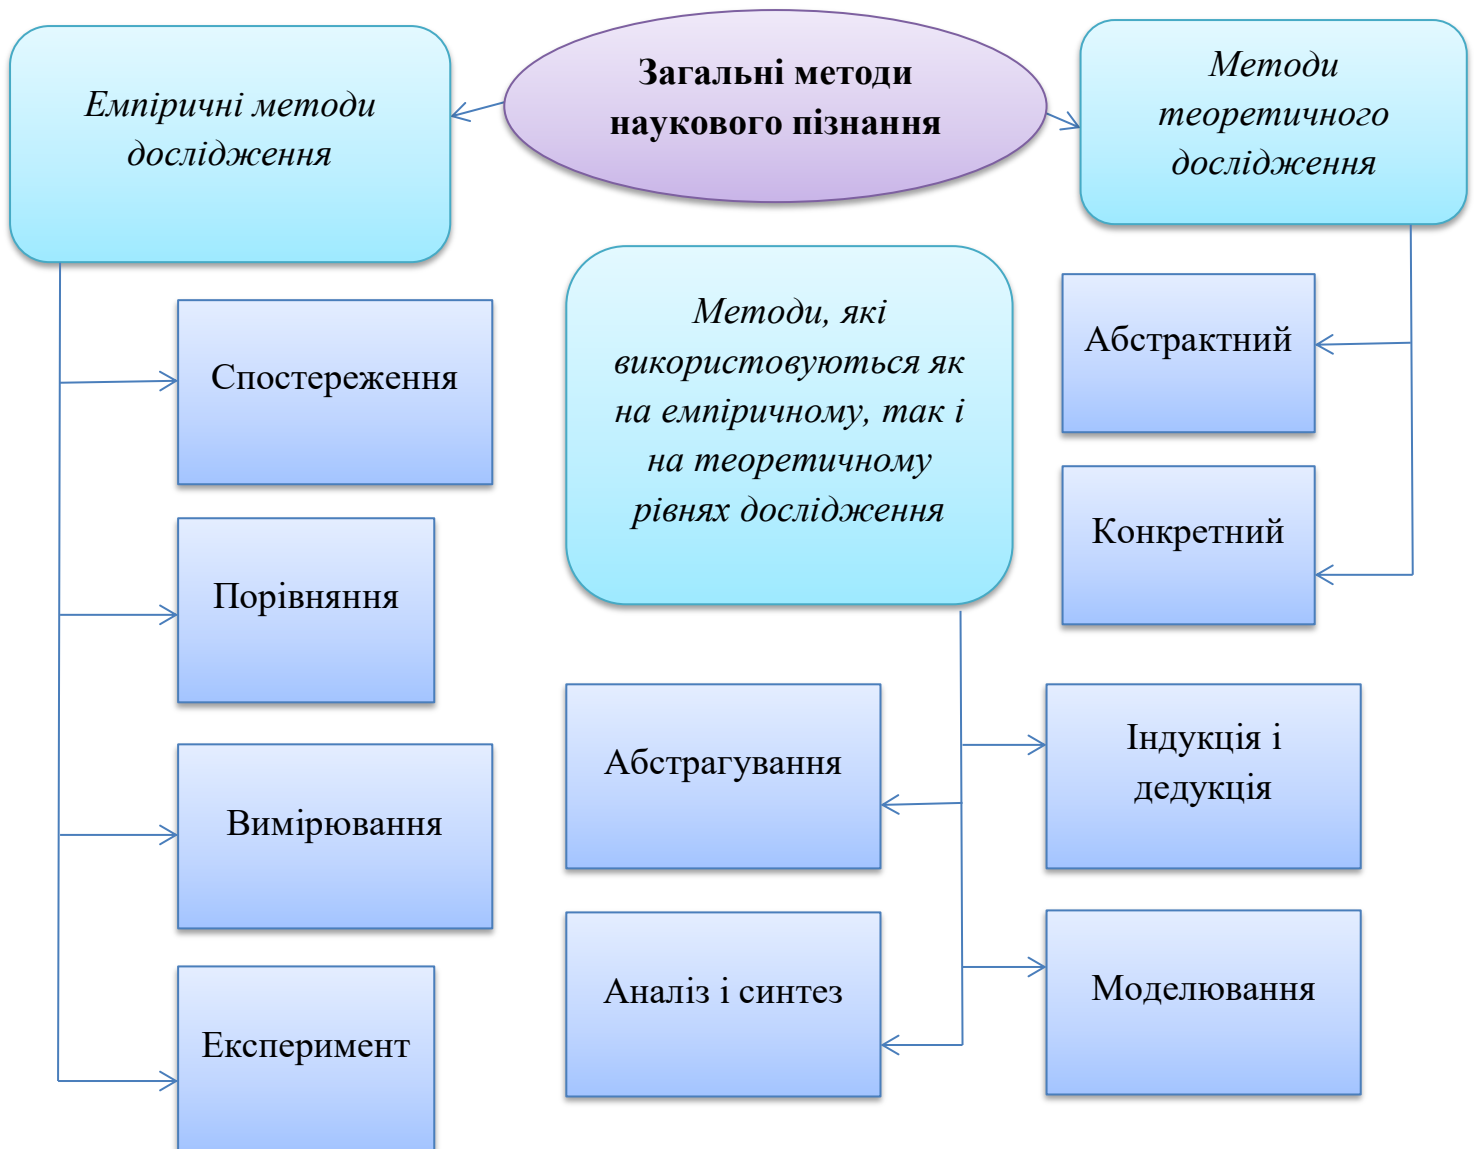 Загальні методи
наукового пізнання
Емпіричні методи
дослідження
Методи
теоретичного
дослідження
Методи, які
використовуються як
на емпіричному, так і
на теоретичному
рівнях дослідження
Спостереження
Порівняння
Вимірювання
Експеримент
Абстрагування
Аналіз і синтез
Індукція і
дедукція
Моделювання
Абстрактний
Конкретний